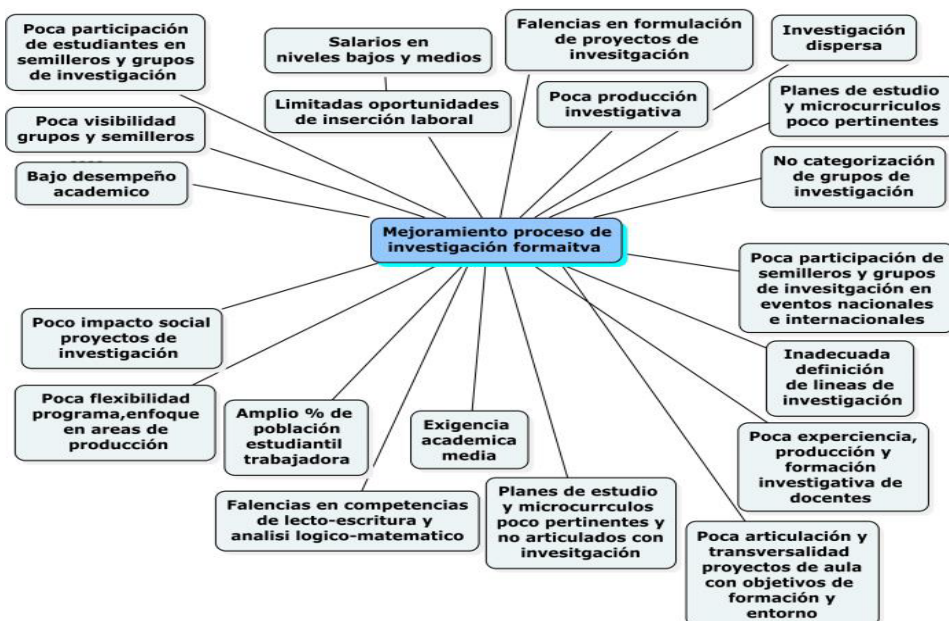 Poca participación
de estudiantes en
semilleros y grupos
de investigación
Salarios en
niveles bajos y medios
Falencias en formulación
de proyectos de
invesitgación
Investigación
dispersa
Limitadas oportunidades
de inserción laboral
Poca producción
investigativa
Planes de estudio
y microcurriculos
poco pertinentes
Poca visibilidad
grupos y semilleros
Bajo desempeño
academico
No categorización
de grupos de
investigación
Mejoramiento proceso de
investigación formaitva
Poca participación de
semilleros y grupos
de invesitgación en
eventos nacionales
e internacionales
Poco impacto social
proyectos de
investigación
Inadecuada
definición
de lineas de
investigación
Poca flexibilidad
programa,enfoque
en areas de
producción
Amplio % de
población
estudiantil
trabajadora
Exigencia
academica
media
Poca experciencia,
producción y
formación
investigativa de
docentes
Falencias en competencias
de lecto-escritura y
analisi logico-matematico
Planes de estudio
y microcurrculos
poco pertinentes y
no articulados con
invesitgación
Poca articulación y
transversalidad
proyectos de aula
con objetivos de
formación y
entorno